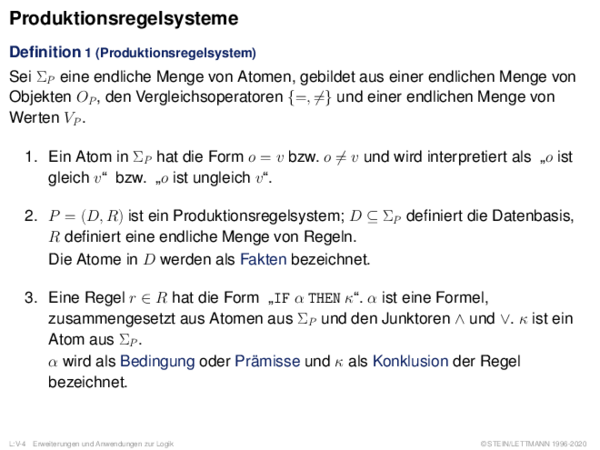 Produktionsregelsysteme
Definition 1 (Produktionsregelsystem)
Sei Σ_P eine endliche Menge von Atomen, gebildet aus einer endlichen Menge von
Objekten O_P, den Vergleichsoperatoren {=, ≠} und einer endlichen Menge von
Werten V_P.
1. Ein Atom in Σ_P hat die Form o = v bzw. o ≠ v und wird interpretiert als „o ist
gleich v“ bzw. „o ist ungleich v“.
2. P = (D, R) ist ein Produktionsregelsystem; D ⊆ Σ_P definiert die Datenbasis,
R definiert eine endliche Menge von Regeln.
Die Atome in D werden als Fakten bezeichnet.
3. Eine Regel r ∈ R hat die Form „IF α THEN κ“. α ist eine Formel,
zusammengesetzt aus Atomen aus Σ_P und den Junktoren ∧ und ∨. κ ist ein
Atom aus Σ_P.
α wird als Bedingung oder Prämisse und κ als Konklusion der Regel
bezeichnet.
L:V-4 Erweiterungen und Anwendungen zur Logik
©STEIN/LETTMANN 1996-2020